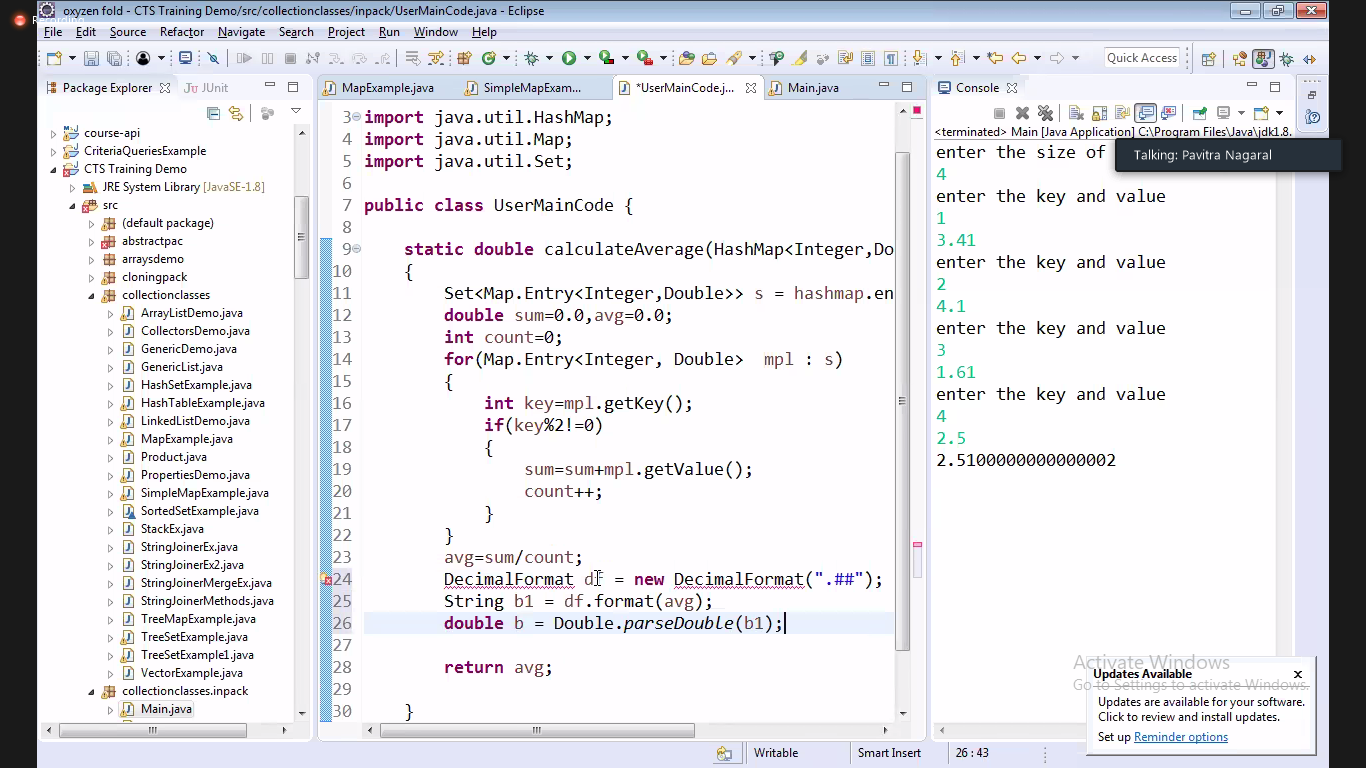 Recording
oxyzen fold - CTS Training Demo/src/collectionclasses/inpack/UserMainCode.java - Eclipse
File Edit Source Refactor Navigate Search Project Run Window Help
Quick Access
Package Explorer JUnit
course-api
CriteriaQueriesExample
CTS Training Demo
JRE System Library [JavaSE-1.8]
src
(default package)
abstractpac
arraysdemo
cloningpack
collectionclasses
ArrayListDemo.java
CollectorsDemo.java
GenericDemo.java
GenericList.java
HashSetExample.java
HashTableExample.java
LinkedListDemo.java
MapExample.java
Product.java
PropertiesDemo.java
SimpleMapExample.java
SortedSetExample.java
StackEx.java
StringJoinerEx.java
StringJoinerEx2.java
StringJoinerMergeEx.java
StringJoinerMethods.java
TreeMapExample.java
TreeSetExample.java
TreeSetExample1.java
VectorExample.java
collectionclasses.inpack
Main.java
MapExample.java SimpleMapExam... *UserMainCode.j... Main.java
3 import java.util.HashMap;
4 import java.util.Map;
5 import java.util.Set;
6
7 public class UserMainCode {
8
9 static double calculateAverage(HashMap<Integer,Do
10 {
11 Set<Map.Entry<Integer,Double>> s = hashmap.en
12 double sum=0.0,avg=0.0;
13 int count=0;
14 for(Map.Entry<Integer, Double> mpl : s)
15 {
16 int key=mpl.getKey();
17 if(key%2!=0)
18 {
19 sum=sum+mpl.getValue();
20 count++;
21 }
22 }
23 avg=sum/count;
24 DecimalFormat df = new DecimalFormat(".##");
25 String b1 = df.format(avg);
26 double b = Double.parseDouble(b1);
27
28 return avg;
29
30 }
Console
<terminated> Main [Java Application] C:\Program Files\Java\jdk1.8.
enter the size of
4
enter the key and value
1
3.41
enter the key and value
2
4.1
enter the key and value
3
1.61
enter the key and value
4
2.5
2.5100000000000002
Talking: Pavitra Nagaral
Activate Windows
Go to Settings to activate Windows.
Updates Available
Updates are available for your software.
Click to review and install updates.
Set up Reminder options
Writable Smart Insert 26 : 43